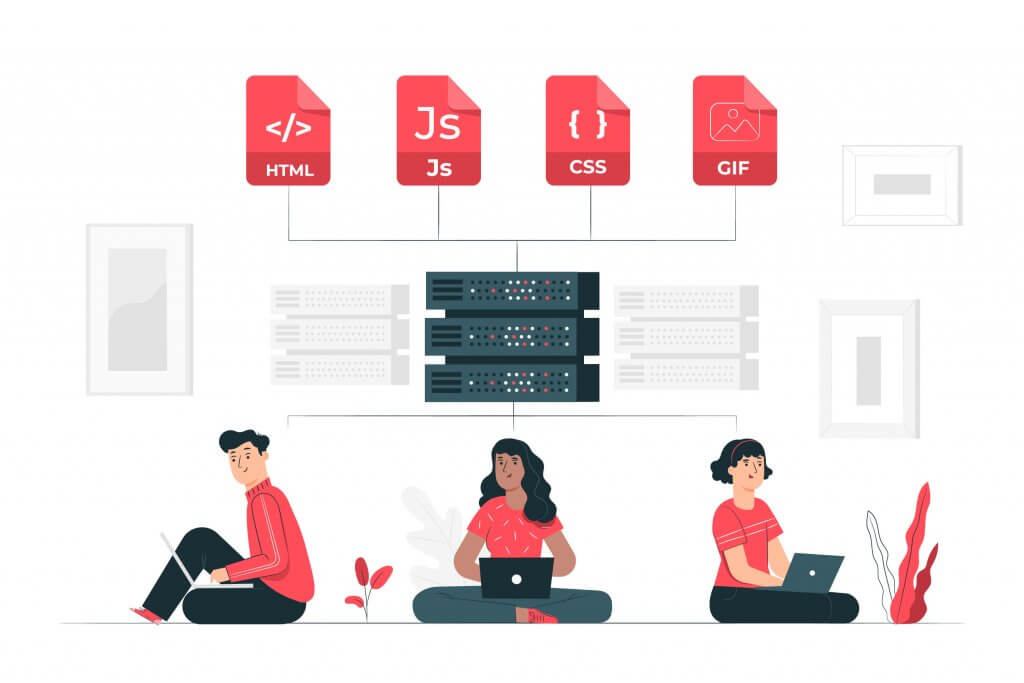 </>
HTML
Js
Js
{ }
CSS
GIF